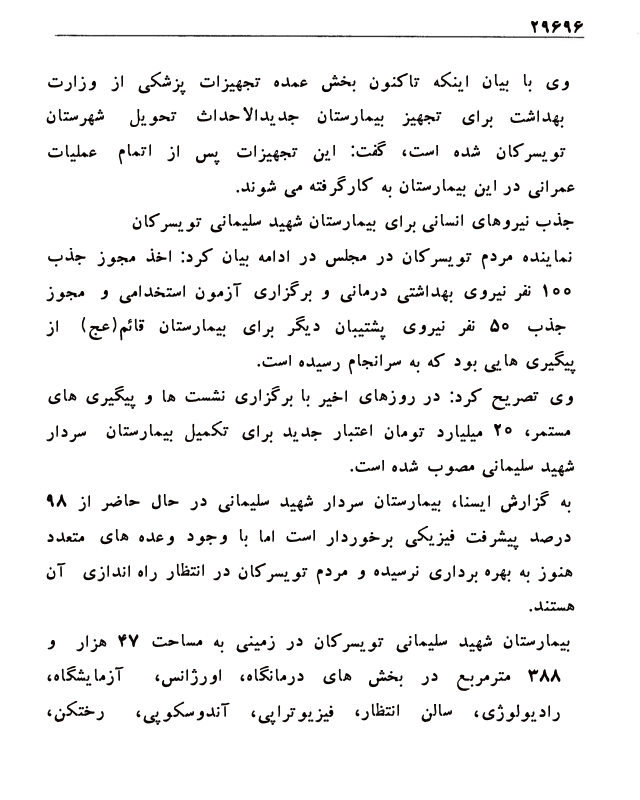 ۲۹۶۹۶
وی با بیان اینکه تاکنون بخش عمده تجهیزات پزشکی از وزارت
بهداشت برای تجهیز بیمارستان جدیدالاحداث تحویل شهرستان
تویسرکان شده است، گفت: این تجهیزات پس از اتمام عملیات
عمرانی در این بیمارستان به کارگرفته می شوند.
جذب نیروهای انسانی برای بیمارستان شهید سلیمانی تویسرکان
نماینده مردم تویسرکان در مجلس در ادامه بیان کرد: اخذ مجوز جذب
۱۰۰ نفر نیروی بهداشتی درمانی و برگزاری آزمون استخدامی و مجوز
جذب ۵۰ نفر نیروی پشتیبان دیگر برای بیمارستان قائم(عج) از
پیگیری هایی بود که به سرانجام رسیده است.
وی تصریح کرد: در روزهای اخیر با برگزاری نشست ها و پیگیری های
مستمر، ۲۰ میلیارد تومان اعتبار جدید برای تکمیل بیمارستان سردار
شهید سلیمانی مصوب شده است.
به گزارش ایسنا، بیمارستان سردار شهید سلیمانی در حال حاضر از ۹۸
درصد پیشرفت فیزیکی برخوردار است اما با وجود وعده های متعدد
هنوز به بهره برداری نرسیده و مردم تویسرکان در انتظار راه اندازی آن
هستند.
بیمارستان شهید سلیمانی تویسرکان در زمینی به مساحت ۴۷ هزار و
۳۸۸ مترمربع در بخش های درمانگاه، اورژانس، آزمایشگاه،
رادیولوژی، سالن انتظار، فیزیوتراپی، آندوسکوپی، رختکن،